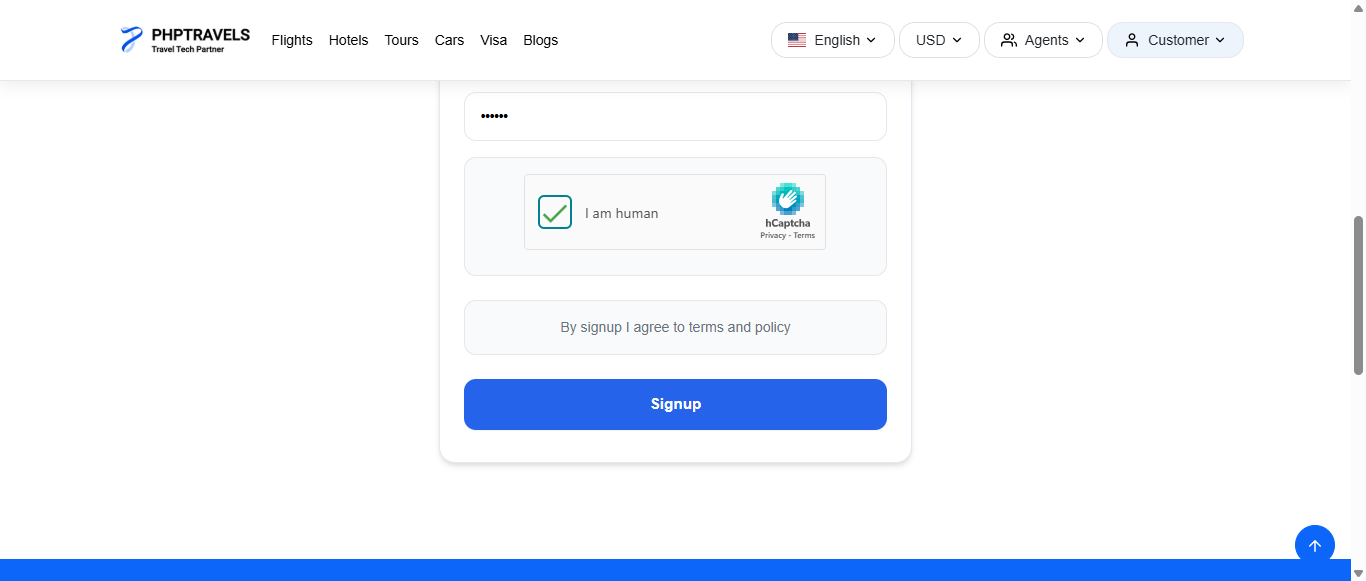 PHPTRAVELS
Travel Tech Partner
Flights Hotels Tours Cars Visa Blogs
English USD Agents Customer
••••••
I am human
hCaptcha
Privacy - Terms
By signup I agree to terms and policy
Signup